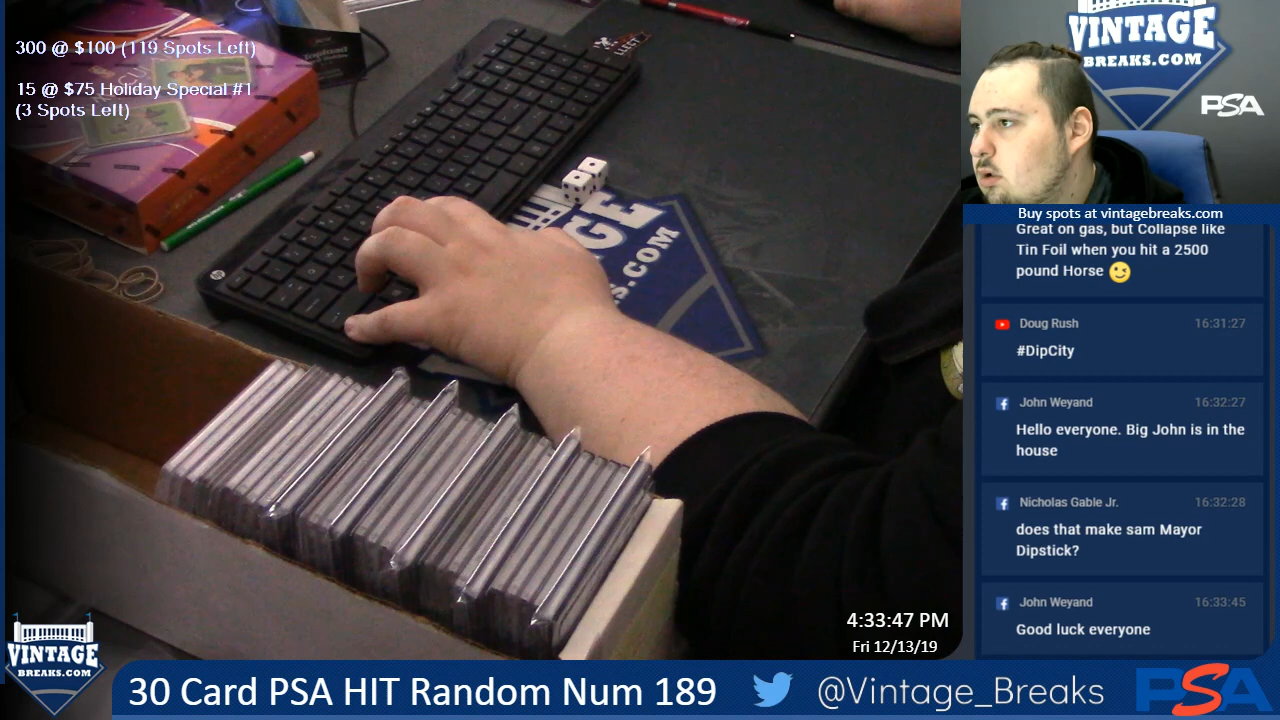 300 @ $100 (119 Spots Left)
15 @ $75 Holiday Special #1
(3 Spots Left)
VINTAGE
BREAKS.COM
PSA
Buy spots at vintagebreaks.com
Great on gas, but Collapse like
Tin Foil when you hit a 2500
pound Horse 😉
Doug Rush 16:31:27
#DipCity
John Weyand 16:32:27
Hello everyone. Big John is in the
house
Nicholas Gable Jr. 16:32:28
does that make sam Mayor
Dipstick?
John Weyand 16:33:45
Good luck everyone
4:33:47 PM
Fri 12/13/19
VINTAGE
BREAKS.COM
30 Card PSA HIT Random Num 189
@Vintage_Breaks
PSA